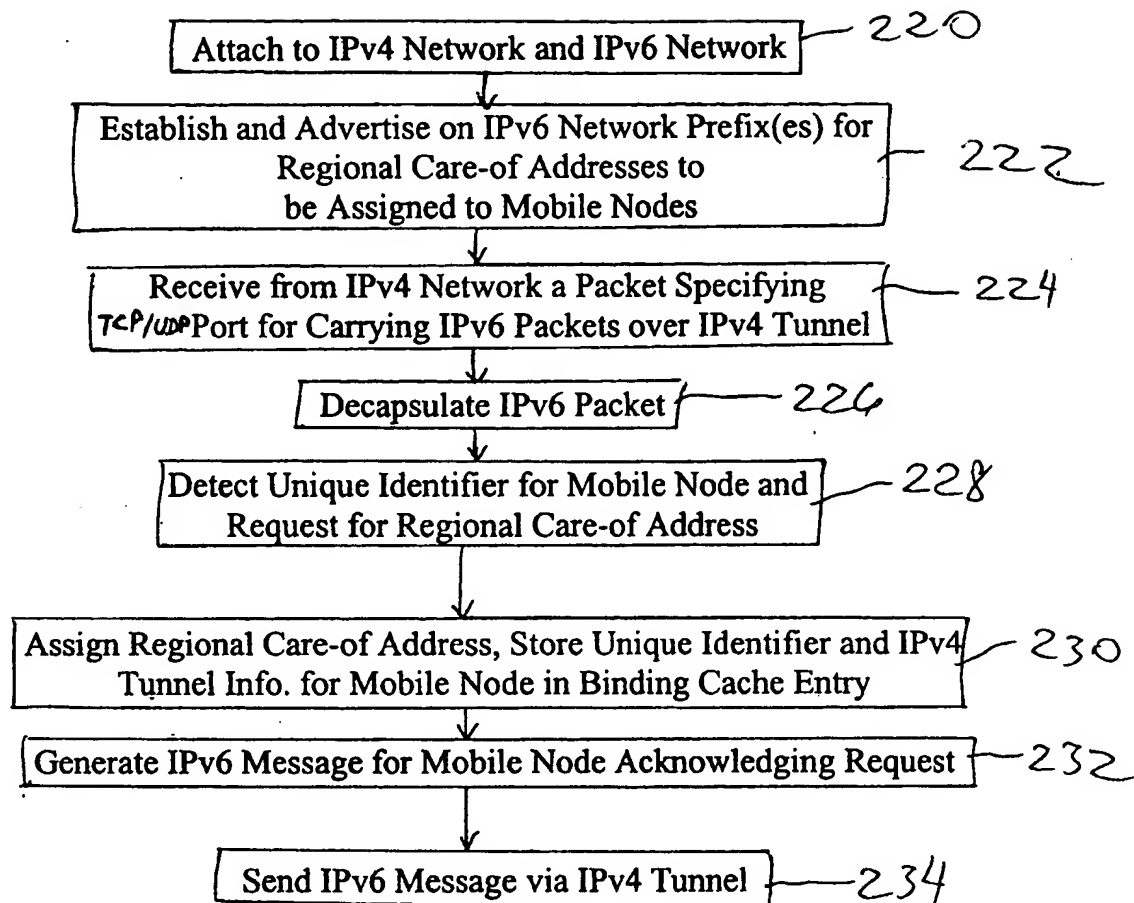 Attach to IPv4 Network and IPv6 Network 220
Establish and Advertise on IPv6 Network Prefix(es) for
Regional Care-of Addresses to 222
be Assigned to Mobile Nodes
Receive from IPv4 Network a Packet Specifying 224
TCP/UDP Port for Carrying IPv6 Packets over IPv4 Tunnel
Decapsulate IPv6 Packet 226
Detect Unique Identifier for Mobile Node and 228
Request for Regional Care-of Address
Assign Regional Care-of Address, Store Unique Identifier and IPv4 230
Tunnel Info. for Mobile Node in Binding Cache Entry
Generate IPv6 Message for Mobile Node Acknowledging Request 232
Send IPv6 Message via IPv4 Tunnel 234